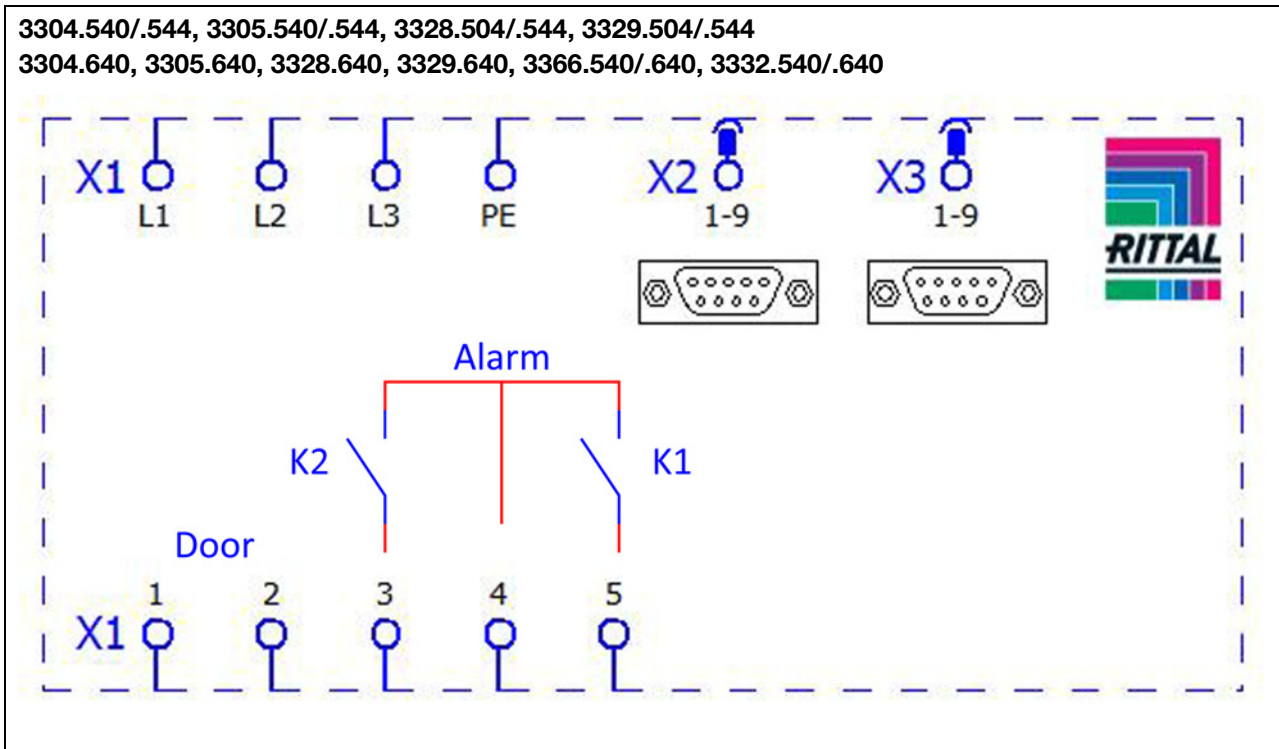 3304.540/.544, 3305.540/.544, 3328.504/.544, 3329.504/.544
3304.640, 3305.640, 3328.640, 3329.640, 3366.540/.640, 3332.540/.640
X1 X2 X3
L1 L2 L3 PE 1-9 1-9
RITTAL
Alarm
K2 K1
Door
1 2 3 4 5
X1